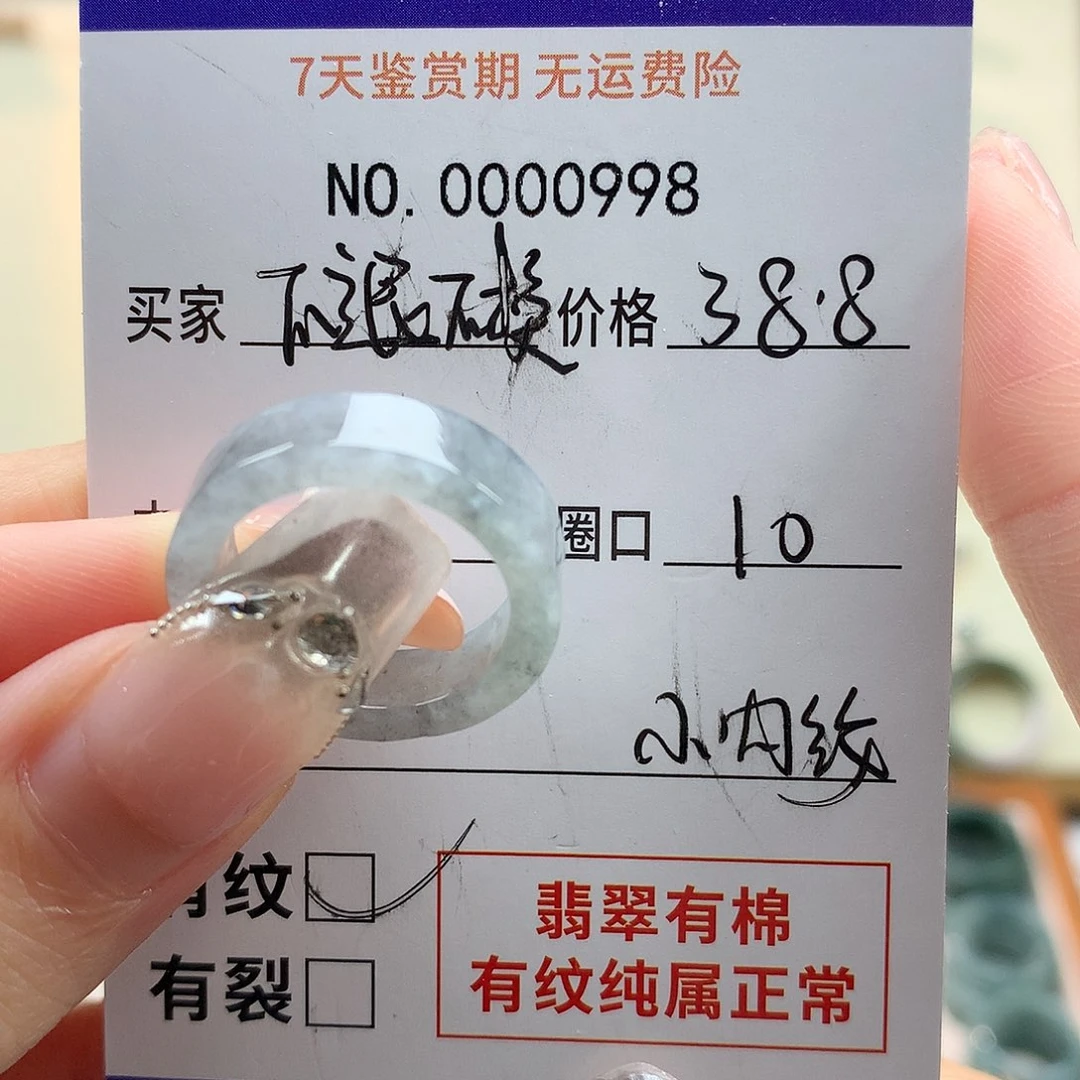 7天鉴赏期 无运费险
NO. 0000998
买家 价格 38.8
圈口 10
小内纹
有纹
有裂
翡翠有棉
有纹纯属正常